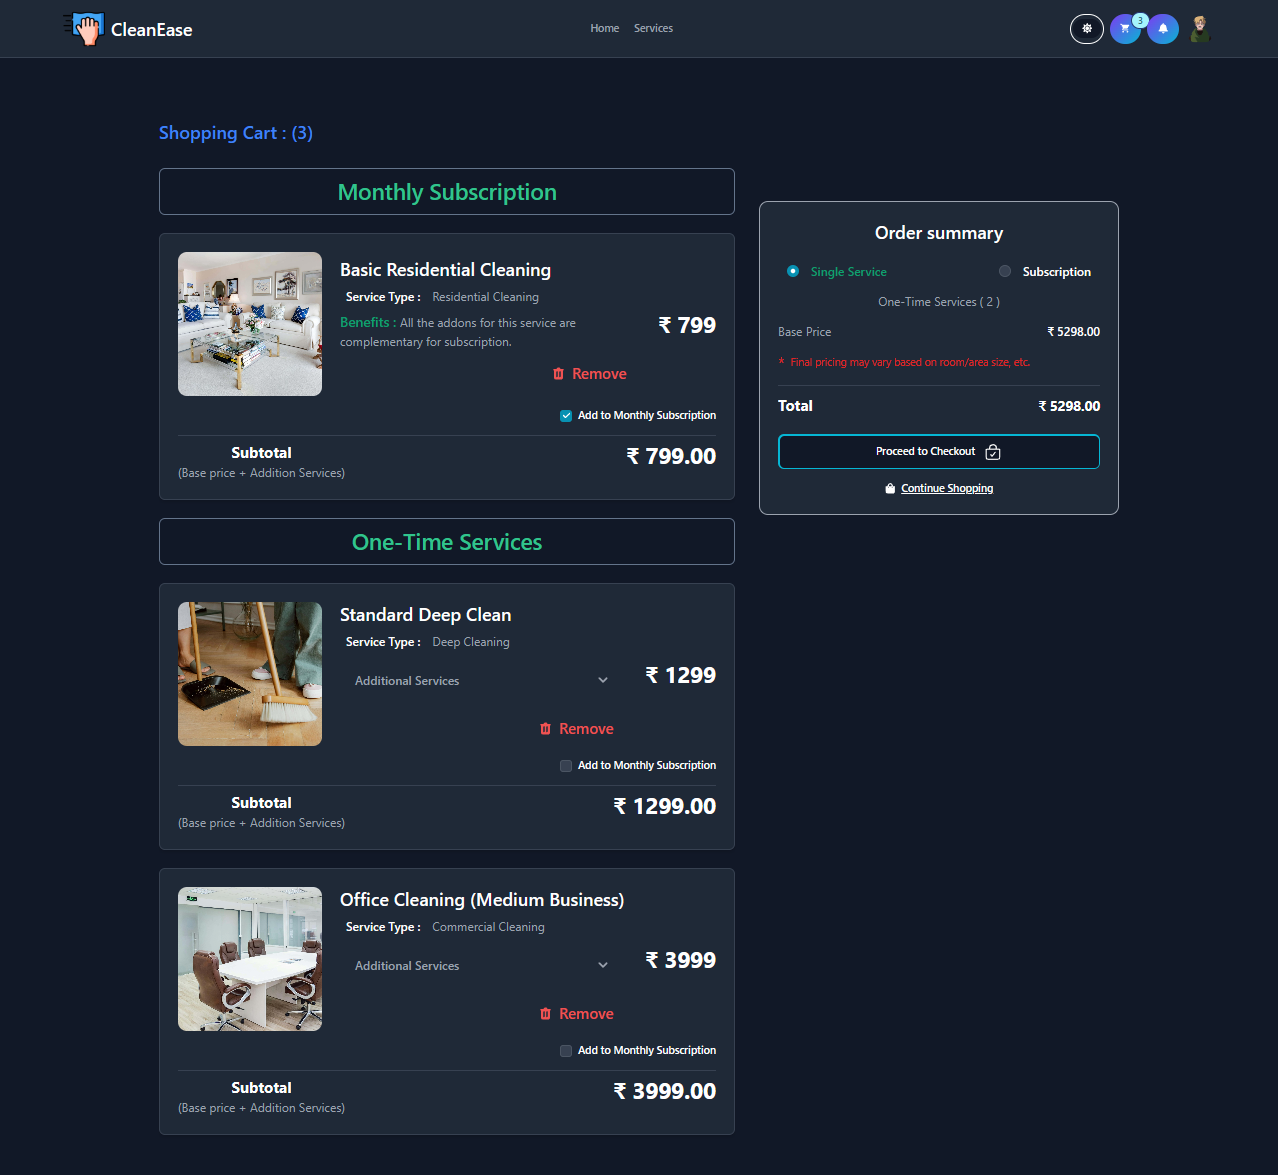 CleanEase
Home Services
3
Shopping Cart : (3)
Monthly Subscription
Basic Residential Cleaning
Service Type : Residential Cleaning
Benefits : All the addons for this service are
complementary for subscription.
₹ 799
Remove
Add to Monthly Subscription
Subtotal
(Base price + Addition Services)
₹ 799.00
One-Time Services
Standard Deep Clean
Service Type : Deep Cleaning
Additional Services
₹ 1299
Remove
Add to Monthly Subscription
Subtotal
(Base price + Addition Services)
₹ 1299.00
Office Cleaning (Medium Business)
Service Type : Commercial Cleaning
Additional Services
₹ 3999
Remove
Add to Monthly Subscription
Subtotal
(Base price + Addition Services)
₹ 3999.00
Order summary
Single Service Subscription
One-Time Services ( 2 )
Base Price ₹ 5298.00
* Final pricing may vary based on room/area size, etc.
Total ₹ 5298.00
Proceed to Checkout
Continue Shopping